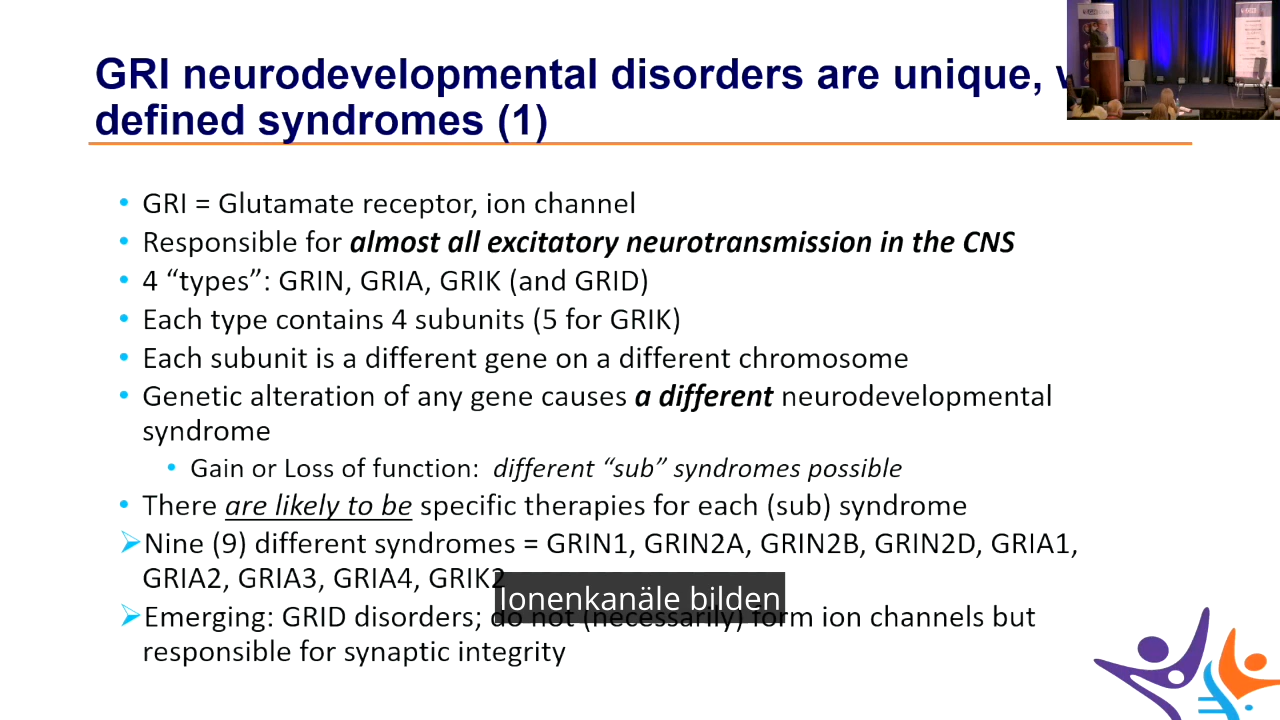 GRI neurodevelopmental disorders are unique,
defined syndromes (1)
• GRI = Glutamate receptor, ion channel
• Responsible for almost all excitatory neurotransmission in the CNS
• 4 “types”: GRIN, GRIA, GRIK (and GRID)
• Each type contains 4 subunits (5 for GRIK)
• Each subunit is a different gene on a different chromosome
• Genetic alteration of any gene causes a different neurodevelopmental
syndrome
• Gain or Loss of function: different “sub” syndromes possible
• There are likely to be specific therapies for each (sub) syndrome
➢Nine (9) different syndromes = GRIN1, GRIN2A, GRIN2B, GRIN2D, GRIA1,
GRIA2, GRIA3, GRIA4, GRIK2
Ionenkanäle bilden
➢Emerging: GRID disorders; do not (necessarily) form ion channels but
responsible for synaptic integrity